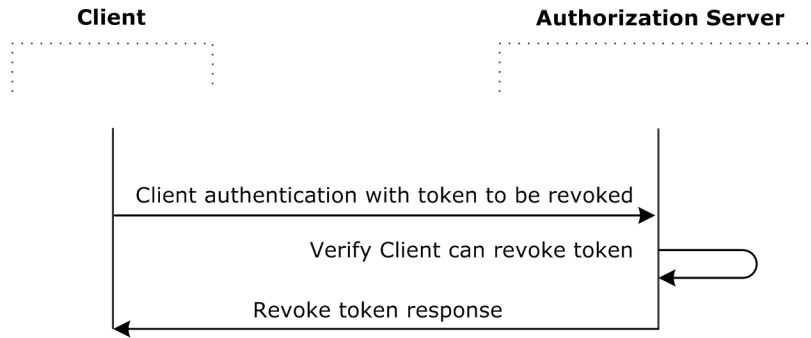 Client
Authorization Server
Client authentication with token to be revoked
Verify Client can revoke token
Revoke token response